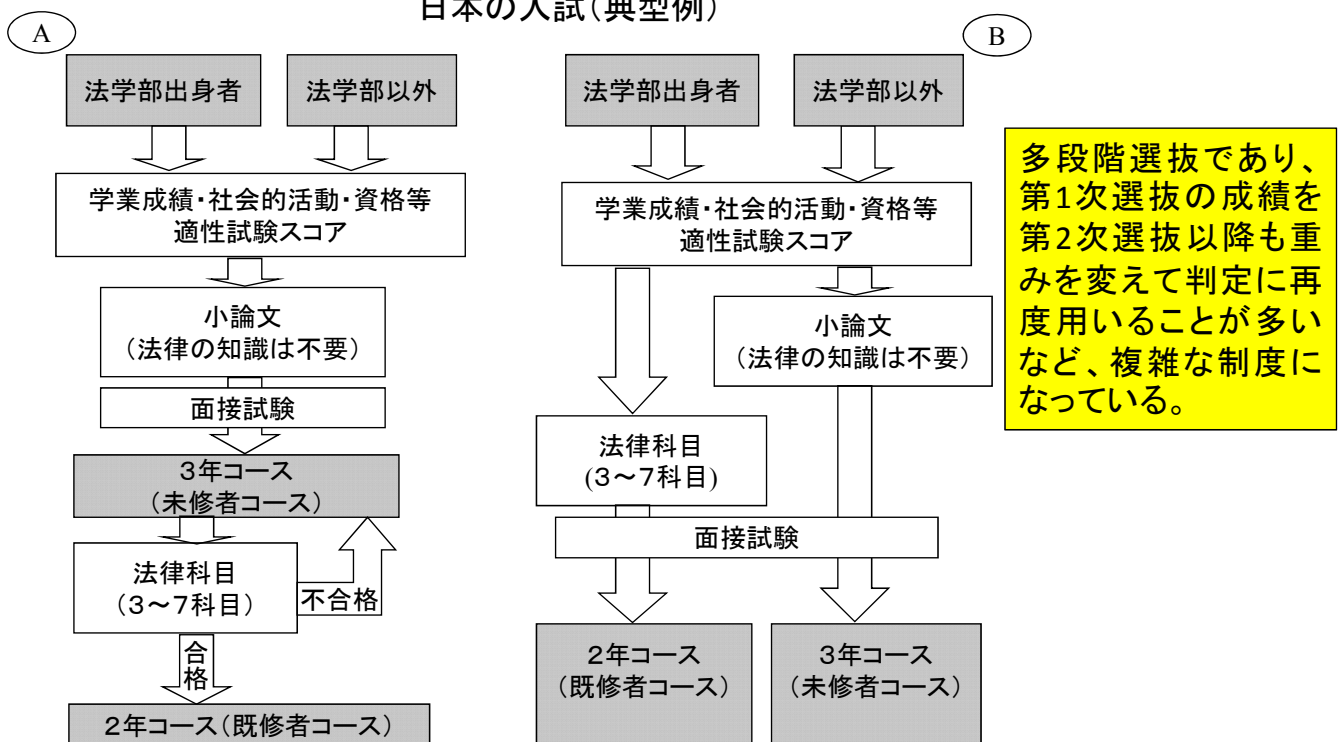 日本の入試（典型例）
A
法学部出身者
法学部以外
学業成績・社会的活動・資格等
適性試験スコア
小論文
（法律の知識は不要）
面接試験
３年コース
（未修者コース）
法律科目
（３～７科目）
不合格
合格
２年コース（既修者コース）
B
法学部出身者
法学部以外
学業成績・社会的活動・資格等
適性試験スコア
小論文
（法律の知識は不要）
法律科目
(３～７科目)
面接試験
２年コース
（既修者コース）
３年コース
（未修者コース）
多段階選抜であり、
第1次選抜の成績を
第2次選抜以降も重
みを変えて判定に再
度用いることが多い
など、複雑な制度に
なっている。